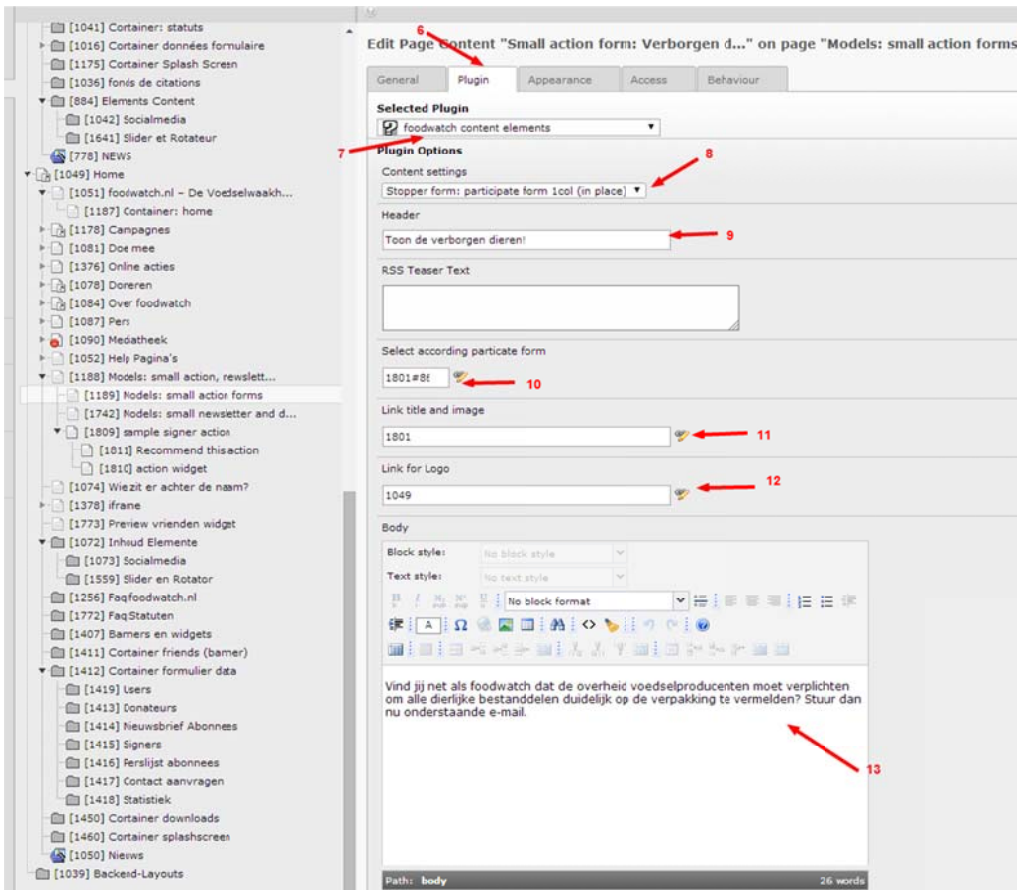 [1041] Container: statuts
[1016] Container données formulaire
[1175] Container Splash Screen
[1036] fonds de citations
[884] Elements Content
[1042] Socialmedia
[1641] Slider et Rotateur
[778] NEWS
[1049] Home
[1051] foodwatch.nl – De Voedselwaakh...
[1187] Container: home
[1178] Campagnes
[1081] Doe mee
[1376] Online acties
[1078] Doneren
[1084] Over foodwatch
[1087] Pers
[1090] Mediatheek
[1052] Help Pagina's
[1188] Models: small action, newslett...
[1189] Models: small action forms
[1742] Models: small newsletter and d...
[1809] sample signer action
[1811] Recommend this action
[1810] action widget
[1074] Wie zit er achter de naam?
[1378] iframe
[1773] Preview vrienden widget
[1072] Inhoud Elemente
[1073] Socialmedia
[1559] Slider en Rotator
[1256] Faqfoodwatch.nl
[1772] FaqStatuten
[1407] Banners en widgets
[1411] Container friends (banner)
[1412] Container formulier data
[1419] Users
[1413] Donateurs
[1414] Nieuwsbrief Abonnees
[1415] Signers
[1416] Perslijst abonnees
[1417] Contact aanvragen
[1418] Statistiek
[1450] Container downloads
[1460] Container splashscreen
[1050] Nieuws
[1039] Backend-Layouts
6
Edit Page Content "Small action form: Verborgen d..." on page "Models: small action forms
General Plugin Appearance Access Behaviour
Selected Plugin
foodwatch content elements
7
Plugin Options
8
Content settings
Stopper form: participate form 1col (in place)
Header
Toon de verborgen dieren!
9
RSS Teaser Text
Select according particate form
1801#8
10
Link title and image
1801
11
Link for Logo
1049
12
Body
Block style: No block style
Text style: No text style
No block format
Vind jij net als foodwatch dat de overheid voedselproducenten moet verplichten
om alle dierlijke bestanddelen duidelijk op de verpakking te vermelden? Stuur dan
nu onderstaande e-mail.
13
Path: body 26 words